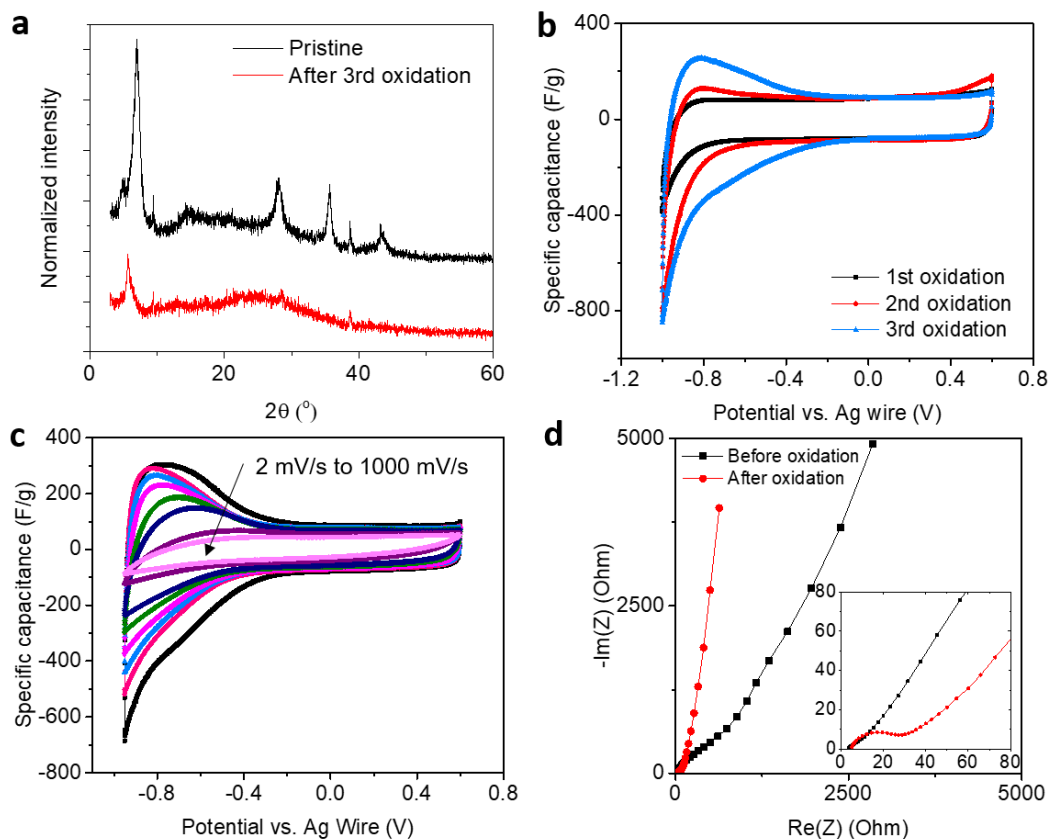 a
Pristine
After 3rd oxidation
Normalized intensity
0 20 40 60
2θ (°)
b
400
0
-400
-800
Specific capacitance (F/g)
1st oxidation
2nd oxidation
3rd oxidation
-1.2 -0.8 -0.4 0.0 0.4 0.8
Potential vs. Ag wire (V)
c
400
300
200
100
0
-100
-200
-400
-600
-800
Specific capacitance (F/g)
2 mV/s to 1000 mV/s
-0.8 -0.4 0.0 0.4 0.8
Potential vs. Ag Wire (V)
d
5000
2500
0
-Im(Z) (Ohm)
Before oxidation
After oxidation
80
60
40
20
0
0 20 40 60 80
0 2500 5000
Re(Z) (Ohm)